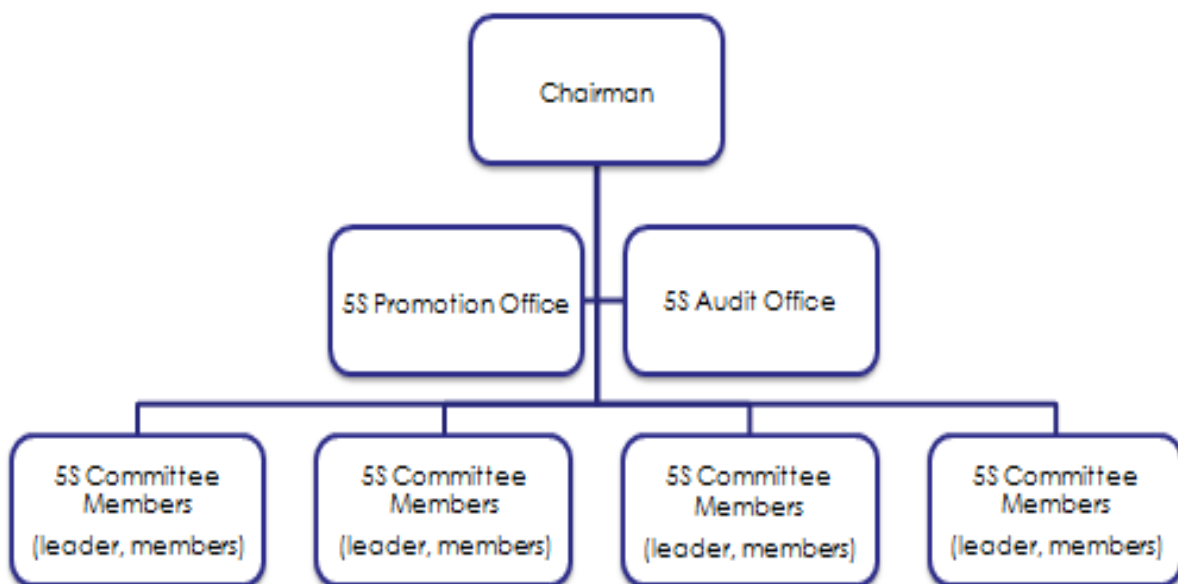 Chairman
5S Promotion Office
5S Audit Office
5S Committee
Members
(leader, members)
5S Committee
Members
(leader, members)
5S Committee
Members
(leader, members)
5S Committee
Members
(leader, members)